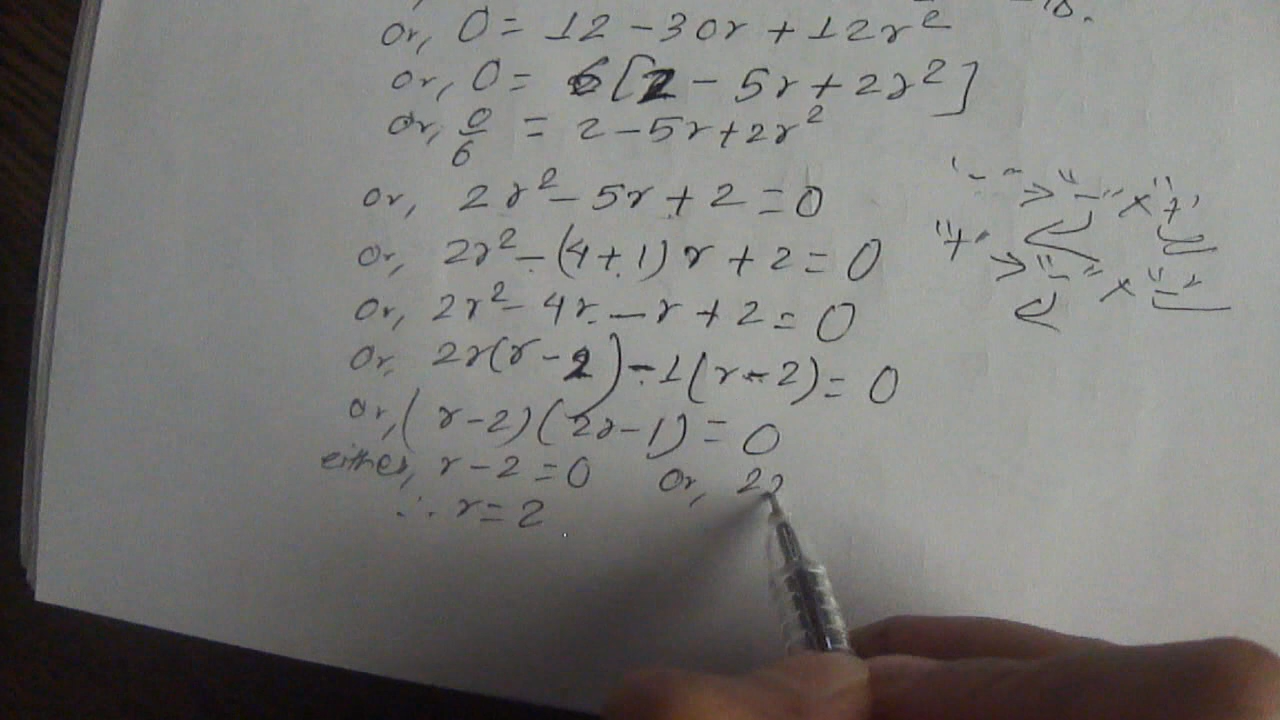 Or, 0 = 12 - 30r + 12r²
or, 0 = 6[2 - 5r + 2r²]
or, 0/6 = 2 - 5r + 2r²
or, 2r² - 5r + 2 = 0
or, 2r² - (4+1)r + 2 = 0
or, 2r² - 4r - r + 2 = 0
or, 2r(r - 2) - 1(r - 2) = 0
or, (r - 2)(2r - 1) = 0
either, r - 2 = 0 Or, 2r
∴ r = 2
"-" → "-" × "+"
"+" → "-" × "-"